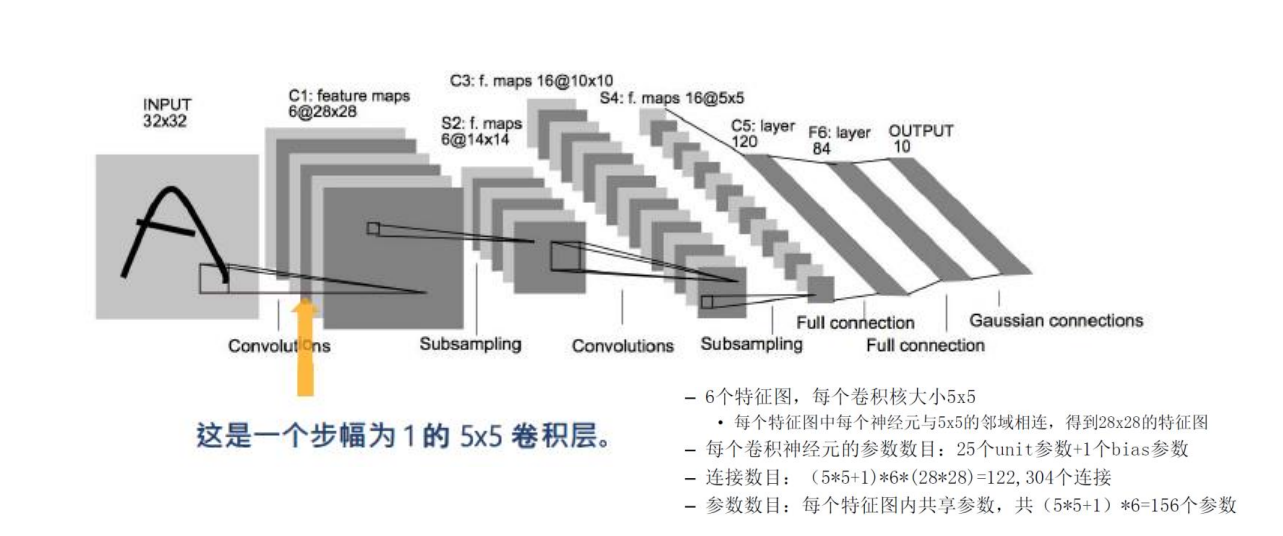 INPUT
32x32
C1: feature maps
6@28x28
S2: f. maps
6@14x14
C3: f. maps 16@10x10
S4: f. maps 16@5x5
C5: layer
120
F6: layer
84
OUTPUT
10
Convolutions
Subsampling
Convolutions
Subsampling
Full connection
Full connection
Gaussian connections
这是一个步幅为1的 5x5 卷积层。
– 6个特征图，每个卷积核大小5x5
• 每个特征图中每个神经元与5x5的邻域相连，得到28x28的特征图
– 每个卷积神经元的参数数目：25个unit参数+1个bias参数
– 连接数目：（5*5+1)*6*(28*28)=122,304个连接
– 参数数目：每个特征图内共享参数，共（5*5+1）*6=156个参数